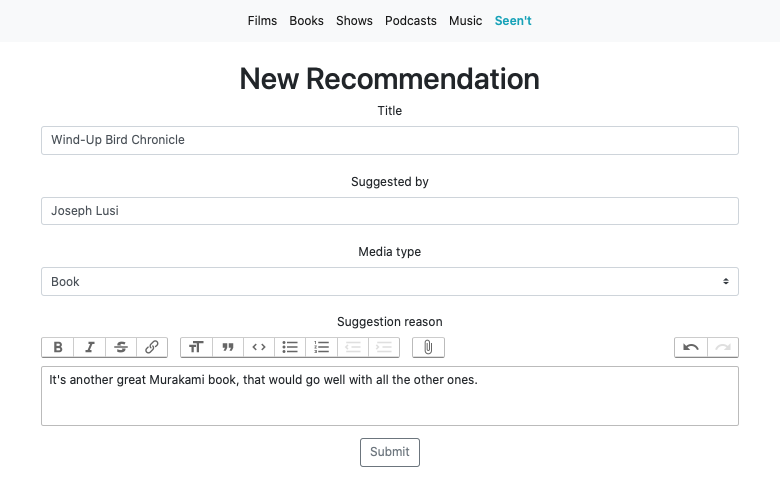 Films Books Shows Podcasts Music Seen't
New Recommendation
Title
Wind-Up Bird Chronicle
Suggested by
Joseph Lusi
Media type
Book
Suggestion reason
B I S
It's another great Murakami book, that would go well with all the other ones.
Submit